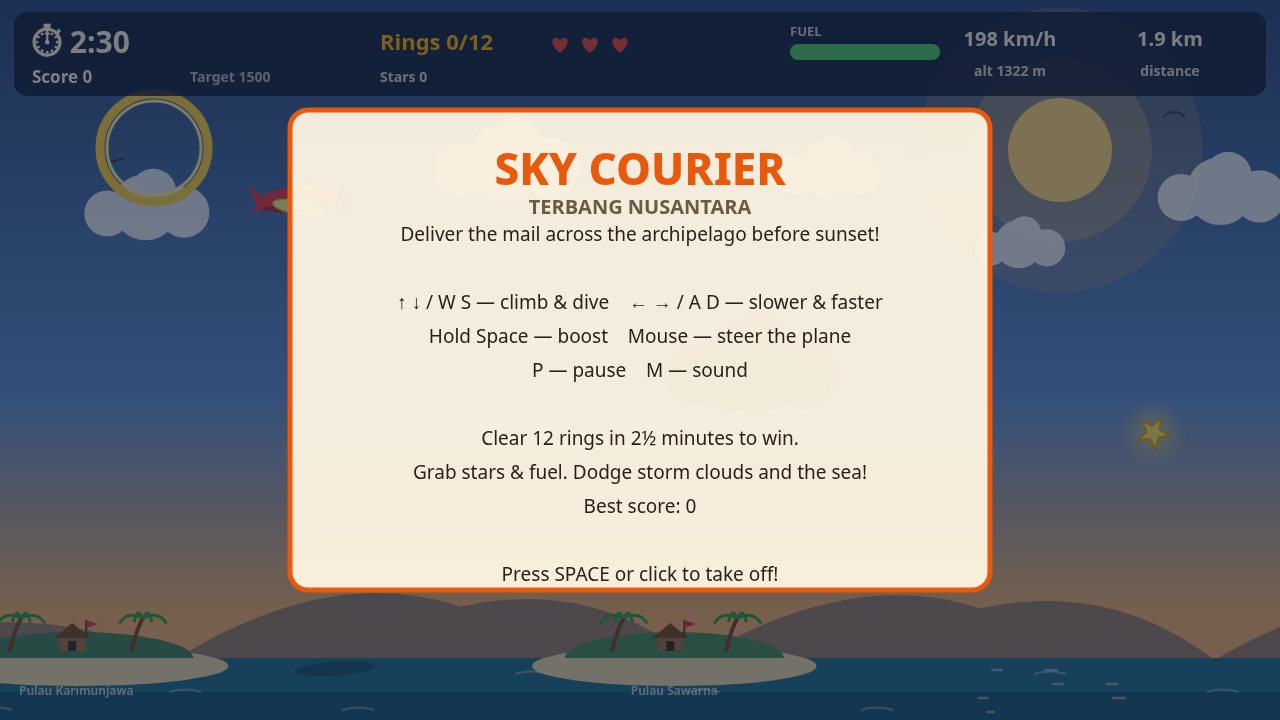 2:30
Score 0
Target 1500
Rings 0/12
Stars 0
FUEL
198 km/h
alt 1322 m
1.9 km
distance
SKY COURIER
TERBANG NUSANTARA
Deliver the mail across the archipelago before sunset!
↑ ↓ / W S — climb & dive ← → / A D — slower & faster
Hold Space — boost Mouse — steer the plane
P — pause M — sound
Clear 12 rings in 2½ minutes to win.
Grab stars & fuel. Dodge storm clouds and the sea!
Best score: 0
Press SPACE or click to take off!
Pulau Karimunjawa
Pulau Sawarna